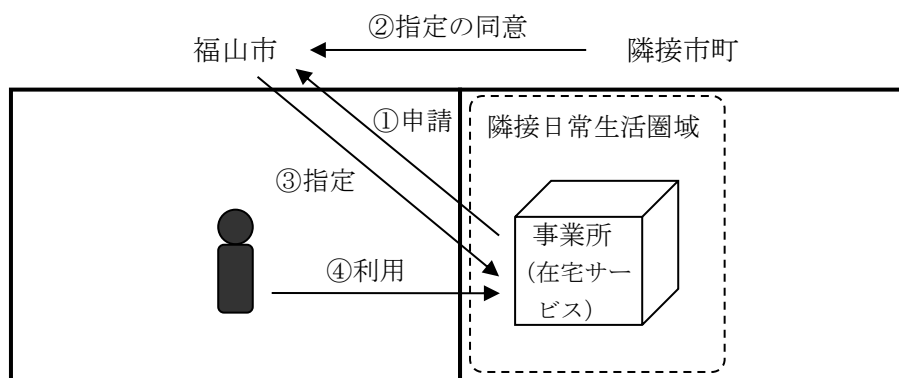 ②指定の同意
福山市
隣接市町
①申請
隣接日常生活圏域
③指定
事業所
（在宅サー
ビス）
④利用